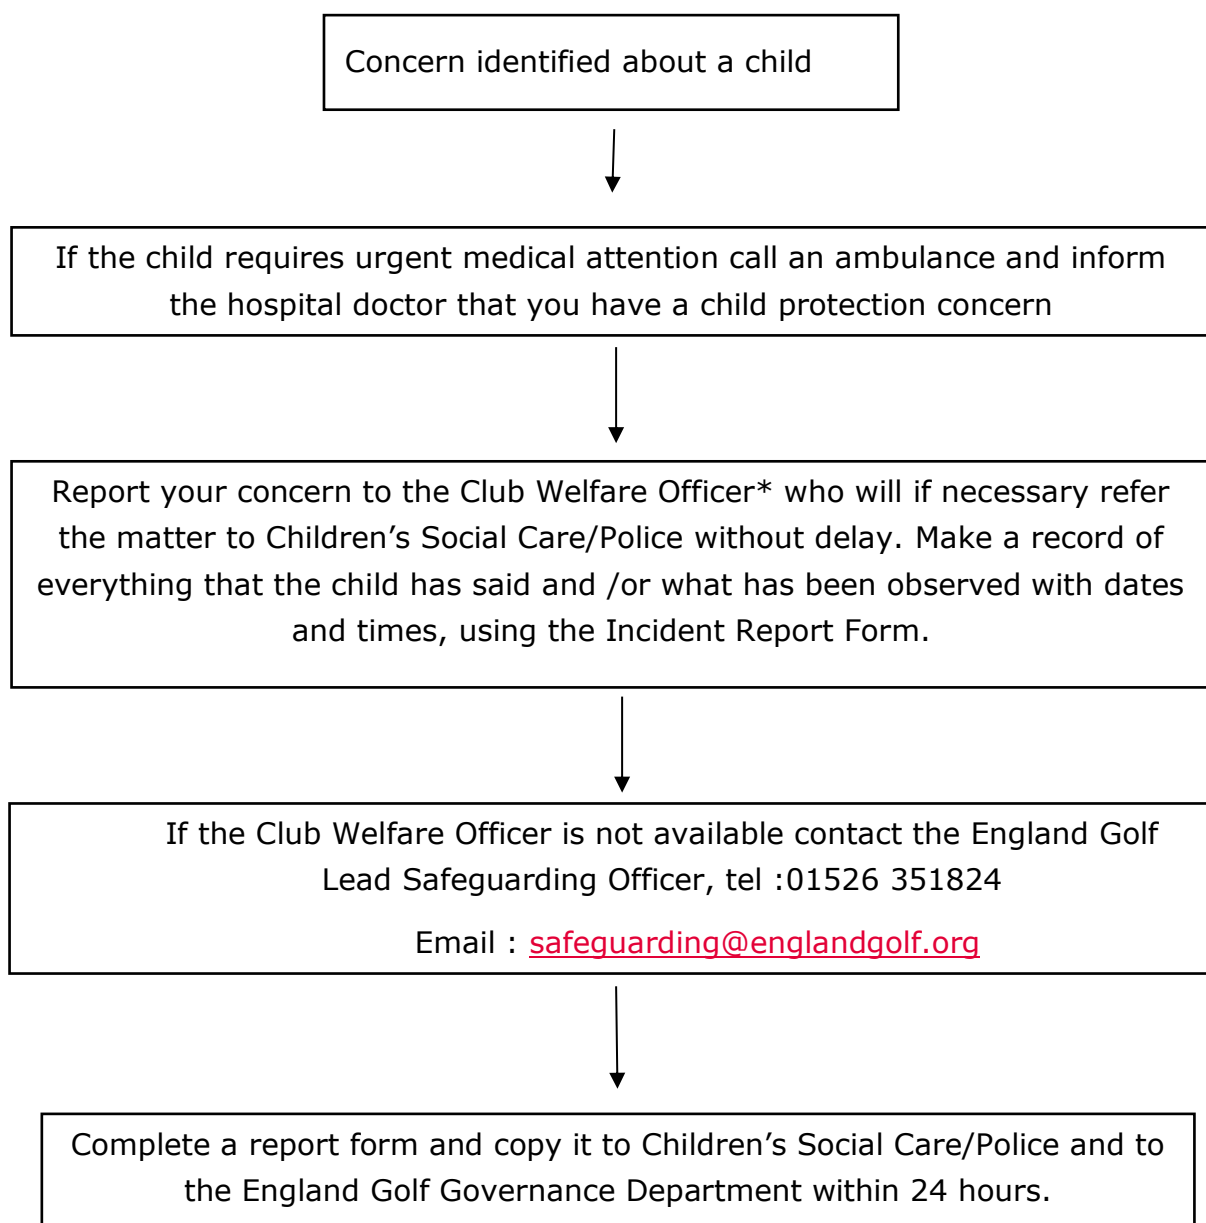 Concern identified about a child
If the child requires urgent medical attention call an ambulance and inform
the hospital doctor that you have a child protection concern
Report your concern to the Club Welfare Officer* who will if necessary refer
the matter to Children’s Social Care/Police without delay. Make a record of
everything that the child has said and /or what has been observed with dates
and times, using the Incident Report Form.
If the Club Welfare Officer is not available contact the England Golf
Lead Safeguarding Officer, tel :01526 351824
Email : safeguarding@englandgolf.org
Complete a report form and copy it to Children’s Social Care/Police and to
the England Golf Governance Department within 24 hours.